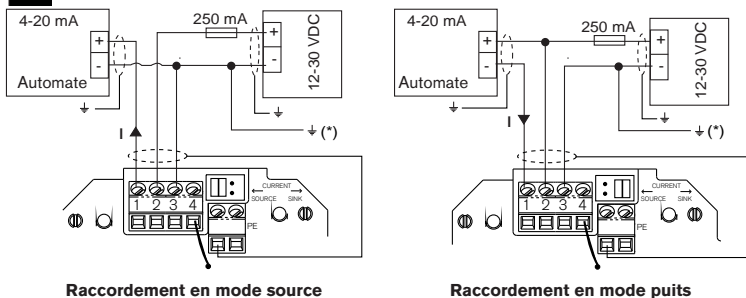 4-20 mA
+
-
Automate
250 mA
+
-
12-30 VDC
(*)
I
1 2 3 4
CURRENT
SOURCE SINK
PE
Raccordement en mode source
4-20 mA
+
-
Automate
250 mA
+
-
12-30 VDC
(*)
I
1 2 3 4
CURRENT
SOURCE SINK
PE
Raccordement en mode puits